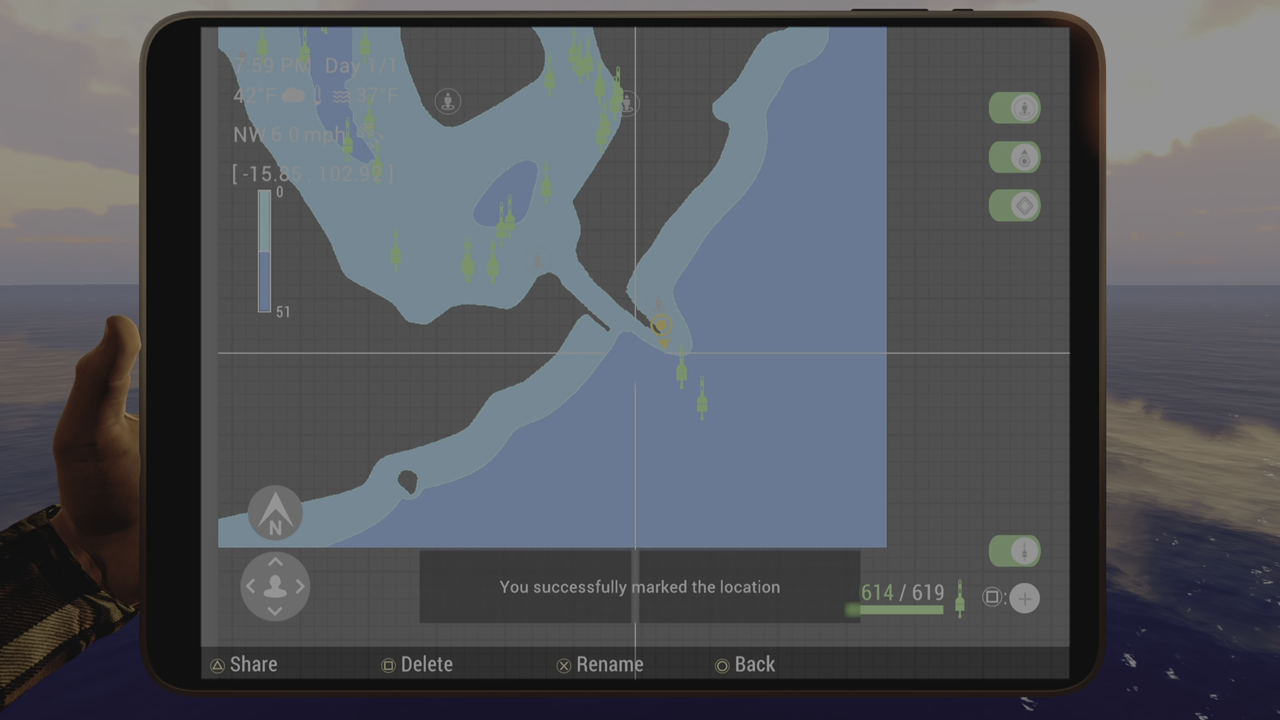 7:59 PM Day 1/1
42°F 37°F
NW 6.0 mph
[ -15.86 , 102.9 ]
0
51
N
You successfully marked the location
614 / 619
Share
Delete
Rename
Back